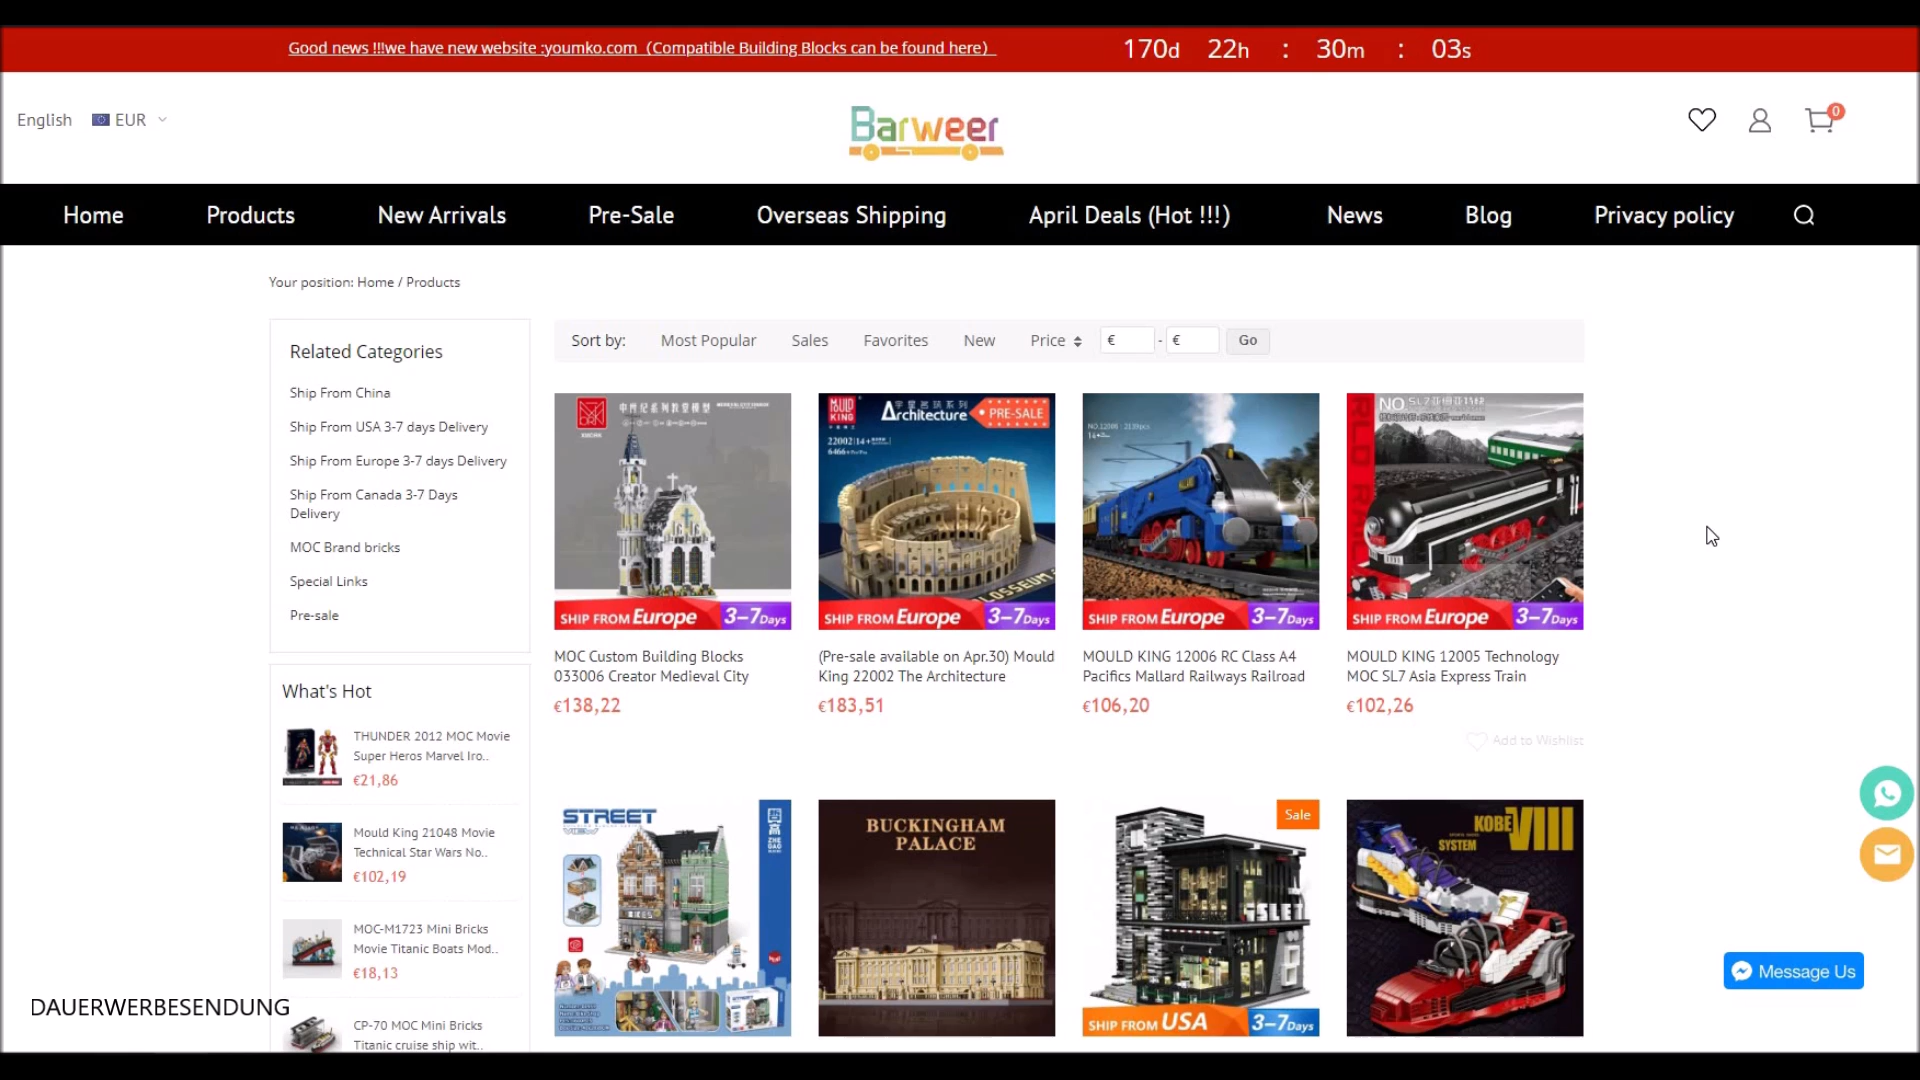 Good news !!!we have new website :youmko.com (Compatible Building Blocks can be found here)
170d 22h : 30m : 03s
English EUR
Barweer
0
Home Products New Arrivals Pre-Sale Overseas Shipping April Deals (Hot !!!) News Blog Privacy policy
Your position: Home / Products
Related Categories
Ship From China
Ship From USA 3-7 days Delivery
Ship From Europe 3-7 days Delivery
Ship From Canada 3-7 Days
Delivery
MOC Brand bricks
Special Links
Pre-sale
What's Hot
THUNDER 2012 MOC Movie
Super Heros Marvel Iro..
€21,86
Mould King 21048 Movie
Technical Star Wars No..
€102,19
MOC-M1723 Mini Bricks
Movie Titanic Boats Mod..
€18,13
CP-70 MOC Mini Bricks
Titanic cruise ship wit..
Sort by: Most Popular Sales Favorites New Price € - € Go
SHIP FROM Europe 3-7Days
MOC Custom Building Blocks
033006 Creator Medieval City
€138,22
MOULD
KING
Architecture
PRE-SALE
22002 14+
6466
SHIP FROM Europe 3-7Days
(Pre-sale available on Apr.30) Mould
King 22002 The Architecture
€183,51
SHIP FROM Europe 3-7Days
MOULD KING 12006 RC Class A4
Pacifics Mallard Railways Railroad
€106,20
SHIP FROM Europe 3-7Days
MOULD KING 12005 Technology
MOC SL7 Asia Express Train
€102,26
Add to Wishlist
STREET
VIEW
BUCKINGHAM
PALACE
Sale
SHIP FROM USA 3-7Days
KOBE VIII
SYSTEM
Message Us
DAUERWERBESENDUNG